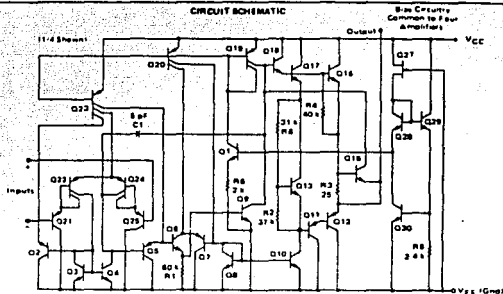 CIRCUIT SCHEMATIC
Bias Circuitry
Common to Four
Amplifiers
(1/4 Shown)
Output
VCC
Q19
Q18
Q17
Q16
Q27
Q20
Q28
Q29
5 pF
C1
R4
40 k
31 k
R5
Q1
Q15
R6
2 k
Q9
Q13
R3
25
Inputs
+
-
Q24
Q21
Q25
R2
37 k
Q11
Q12
Q30
Q2
Q3
Q4
Q5
Q6
Q7
Q8
Q10
60 k
R1
R8
2.4 k
VEE (Gnd)